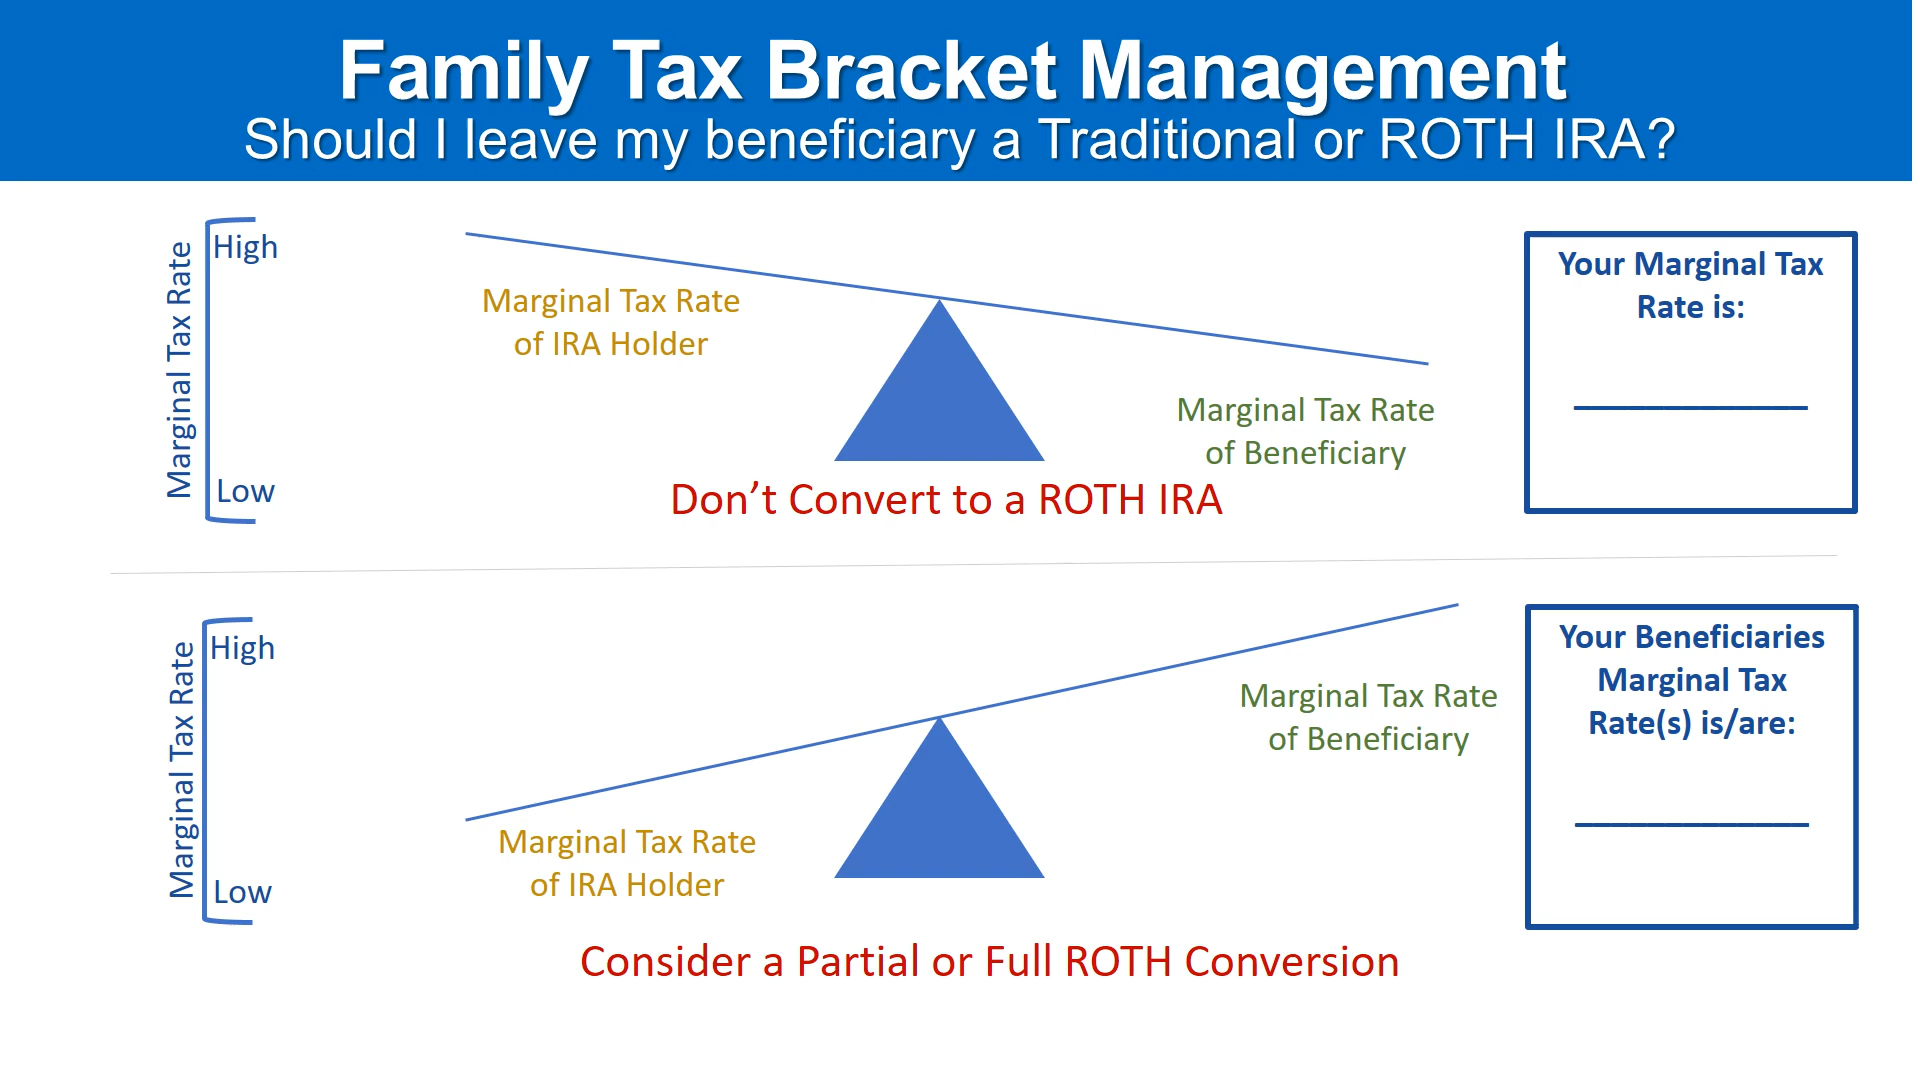 Family Tax Bracket Management
Should I leave my beneficiary a Traditional or ROTH IRA?
Marginal Tax Rate
High
Low
Marginal Tax Rate
of IRA Holder
Marginal Tax Rate
of Beneficiary
Don’t Convert to a ROTH IRA
Your Marginal Tax
Rate is:
_____________
Marginal Tax Rate
High
Low
Marginal Tax Rate
of IRA Holder
Marginal Tax Rate
of Beneficiary
Consider a Partial or Full ROTH Conversion
Your Beneficiaries
Marginal Tax
Rate(s) is/are:
_____________